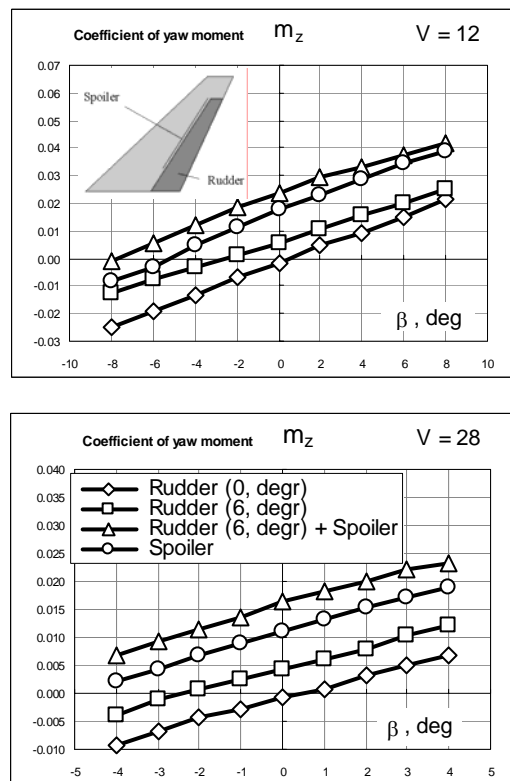 Coefficient of yaw moment m_z V = 12
0.07
0.06
0.05
0.04
0.03
0.02
0.01
0.00
-0.01
-0.02
-0.03
Spoiler
Rudder
β , deg
-10 -8 -6 -4 -2 0 2 4 6 8 10
Coefficient of yaw moment m_z V = 28
0.040
0.035
0.030
0.025
0.020
0.015
0.010
0.005
0.000
-0.005
-0.010
Rudder (0, degr)
Rudder (6, degr)
Rudder (6, degr) + Spoiler
Spoiler
β , deg
-5 -4 -3 -2 -1 0 1 2 3 4 5